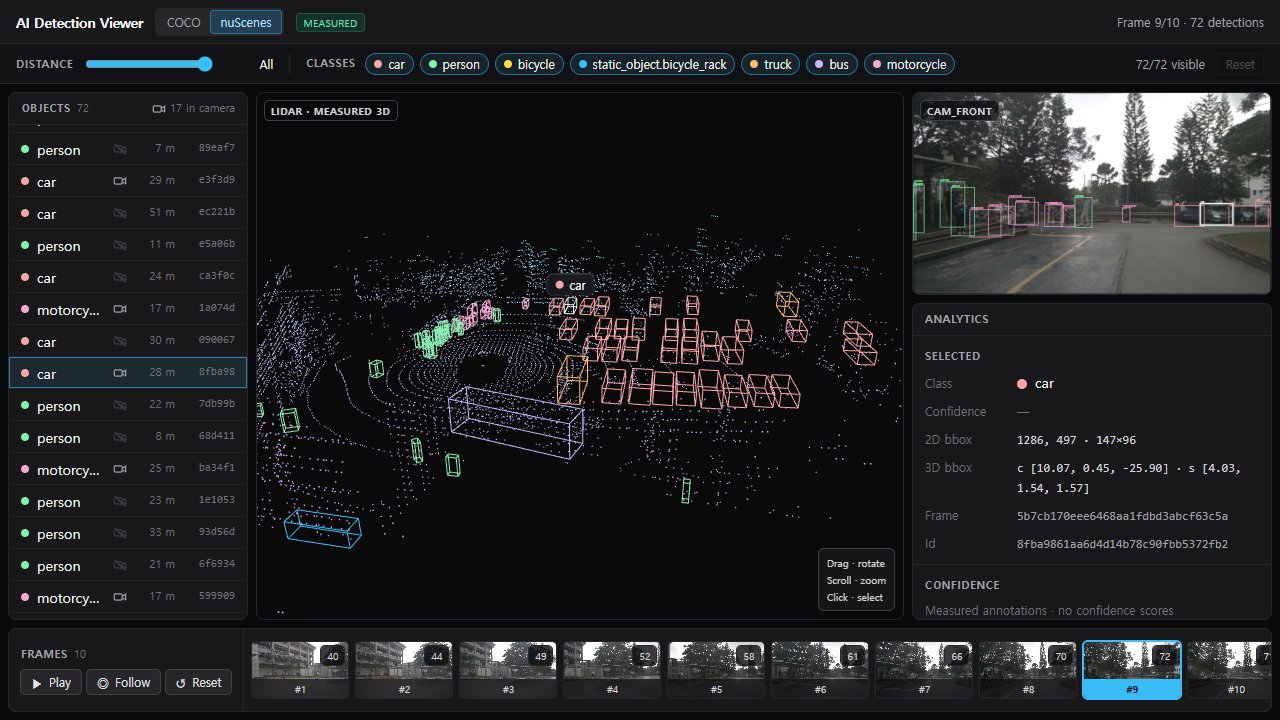 AI Detection Viewer COCO nuScenes MEASURED Frame 9/10 · 72 detections
DISTANCE All CLASSES car person bicycle static_object.bicycle_rack truck bus motorcycle 72/72 visible Reset
OBJECTS 72 17 in camera
person 7 m 89eaf7
car 29 m e3f3d9
car 51 m ec221b
person 11 m e5a06b
car 24 m ca3f0c
motorcy... 17 m 1a074d
car 30 m 090067
car 28 m 8fba98
person 22 m 7db99b
person 8 m 68d411
motorcy... 25 m ba34f1
person 23 m 1e1053
person 33 m 93d56d
person 21 m 6f6934
motorcy... 17 m 599909
LIDAR · MEASURED 3D
car
Drag · rotate
Scroll · zoom
Click · select
CAM_FRONT
ANALYTICS
SELECTED
Class car
Confidence —
2D bbox 1286, 497 · 147×96
3D bbox c [10.07, 0.45, -25.90] · s [4.03,
1.54, 1.57]
Frame 5b7cb170eee6468aa1fdbd3abcf63c5a
Id 8fba9861aa6d4d14b78c90fbb5372fb2
CONFIDENCE
Measured annotations · no confidence scores
FRAMES 10
Play Follow Reset
40 44 49 52 58 61 66 70 72
#1 #2 #3 #4 #5 #6 #7 #8 #9 #10